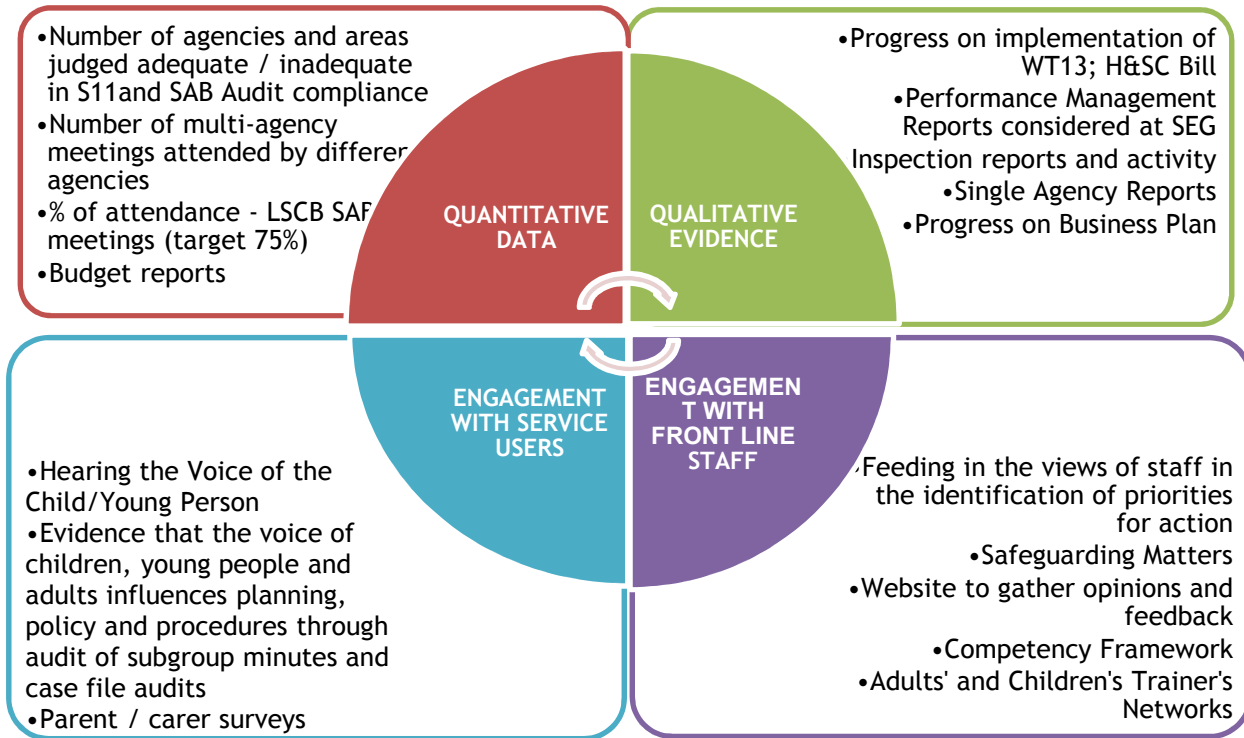 •Number of agencies and areas
judged adequate / inadequate
in S11and SAB Audit compliance
•Number of multi-agency
meetings attended by differen
agencies
•% of attendance - LSCB SAB
meetings (target 75%)
•Budget reports
QUANTITATIVE
DATA
QUALITATIVE
EVIDENCE
•Progress on implementation of
WT13; H&SC Bill
•Performance Management
Reports considered at SEG
Inspection reports and activity
•Single Agency Reports
•Progress on Business Plan
•Hearing the Voice of the
Child/Young Person
•Evidence that the voice of
children, young people and
adults influences planning,
policy and procedures through
audit of subgroup minutes and
case file audits
•Parent / carer surveys
ENGAGEMENT
WITH SERVICE
USERS
ENGAGEMEN
T WITH
FRONT LINE
STAFF
•Feeding in the views of staff in
the identification of priorities
for action
•Safeguarding Matters
•Website to gather opinions and
feedback
•Competency Framework
•Adults' and Children's Trainer's
Networks